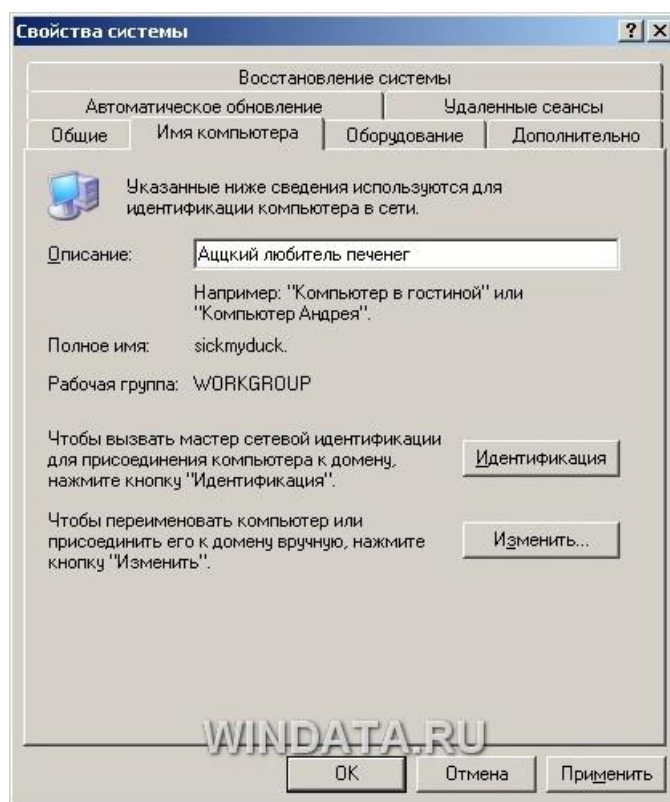 Свойства системы
Восстановление системы
Автоматическое обновление Удаленные сеансы
Общие Имя компьютера Оборудование Дополнительно
Указанные ниже сведения используются для
идентификации компьютера в сети.
Описание: Аццкий любитель печенег
Например: "Компьютер в гостиной" или
"Компьютер Андрея".
Полное имя: sickmyduck.
Рабочая группа: WORKGROUP
Чтобы вызвать мастер сетевой идентификации
для присоединения компьютера к домену,
нажмите кнопку "Идентификация".
Идентификация
Чтобы переименовать компьютер или
присоединить его к домену вручную, нажмите
кнопку "Изменить".
Изменить...
WINDATA.RU
OK Отмена Применить